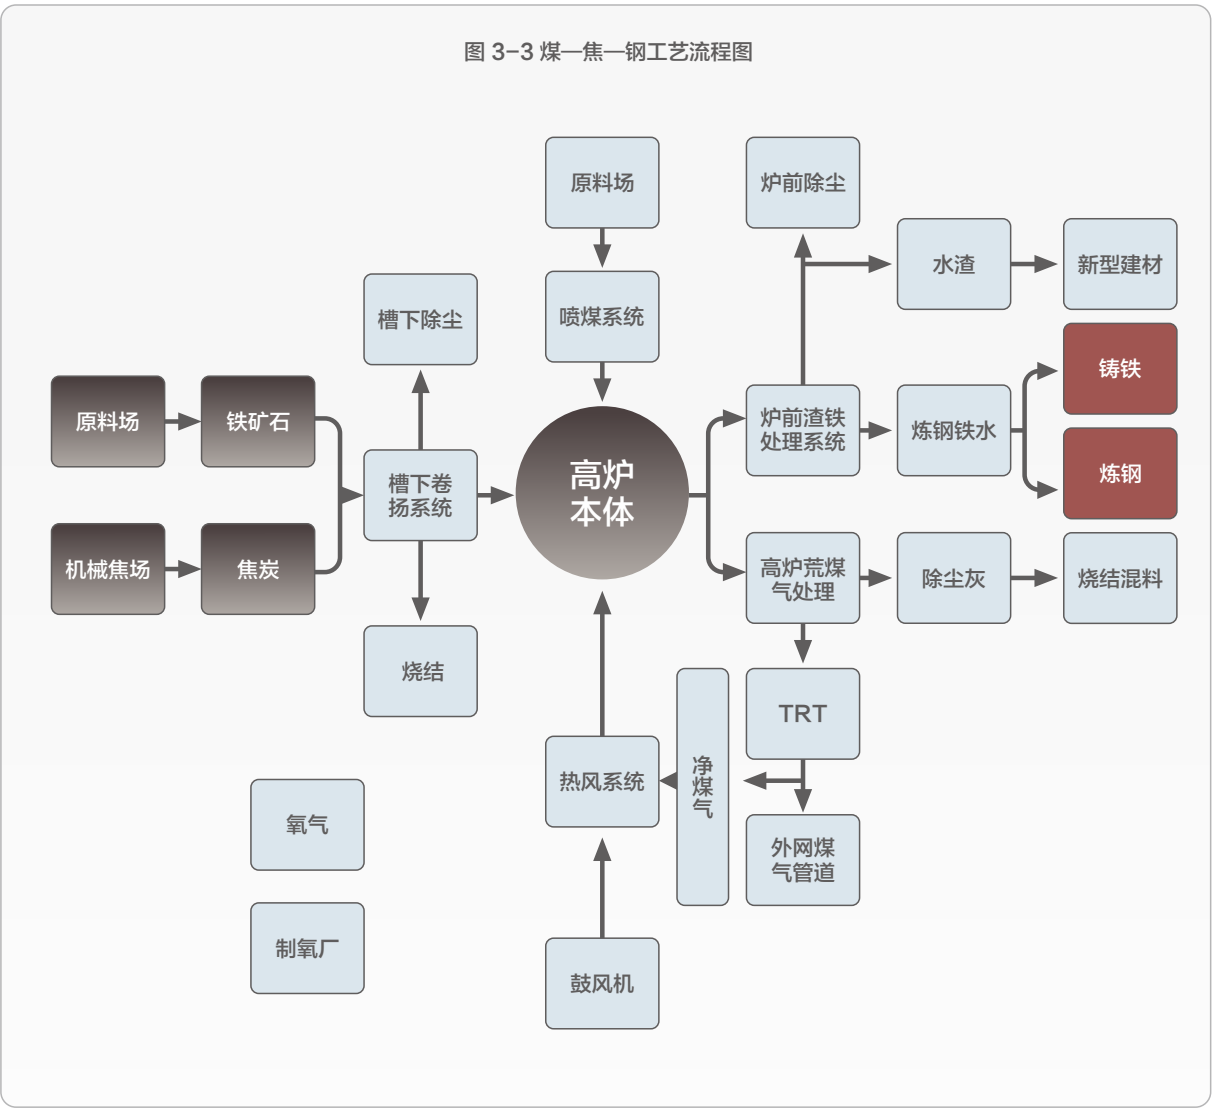 图 3-3 煤—焦—钢工艺流程图
原料场
炉前除尘
水渣
新型建材
喷煤系统
槽下除尘
铸铁
原料场
铁矿石
炉前渣铁
处理系统
炼钢铁水
高炉
本体
槽下卷
扬系统
炼钢
机械焦场
焦炭
高炉荒煤
气处理
除尘灰
烧结混料
烧结
TRT
热风系统
净
煤
气
氧气
外网煤
气管道
制氧厂
鼓风机